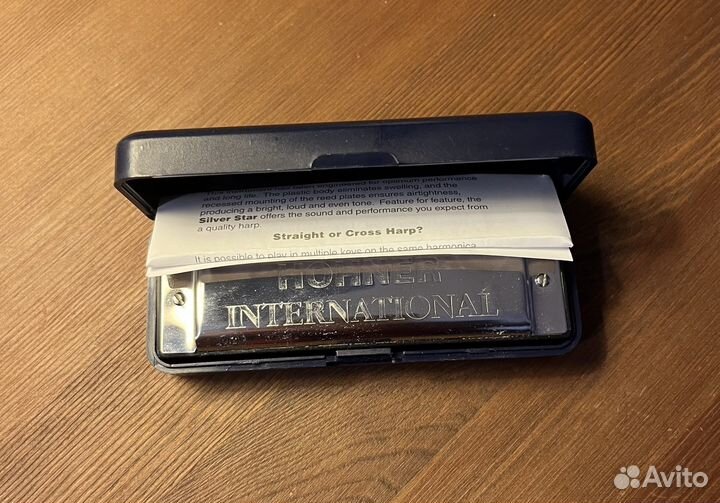 and long life. The plastic body eliminates swelling, and the
recessed mounting of the reed plates ensures airtightness,
producing a bright, loud and even tone. Feature for feature, the
Silver Star offers the sound and performance you expect from
a quality harp.
Straight or Cross Harp?
It is possible to play in multiple keys on the same harmonica
HOHNER
INTERNATIONAL
Avito